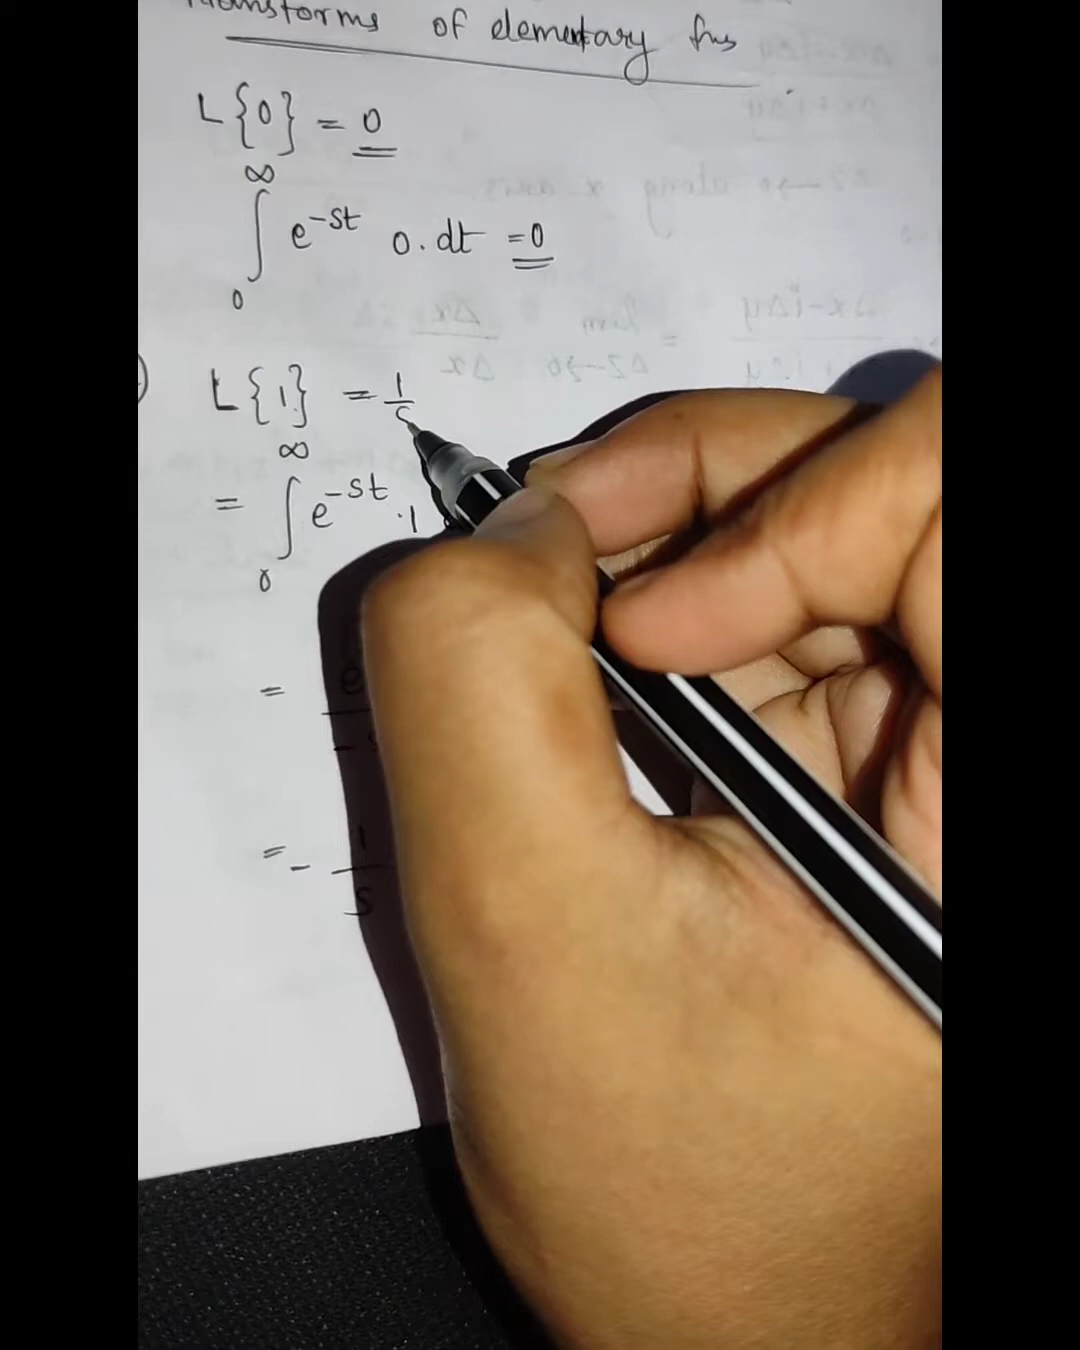 of elementary fns
L{0} = 0
∞
∫ e^-st 0. dt = 0
0
L{1} = 1/s
∞
= ∫ e^-st .1
0
= e/-s
= - 1/s